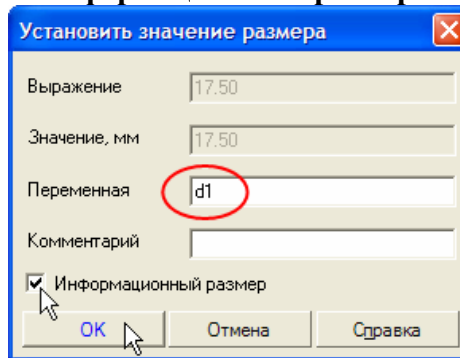 Установить значение размера
Выражение 17.50
Значение, мм 17.50
Переменная d1
Комментарий
Информационный размер
OK Отмена Справка